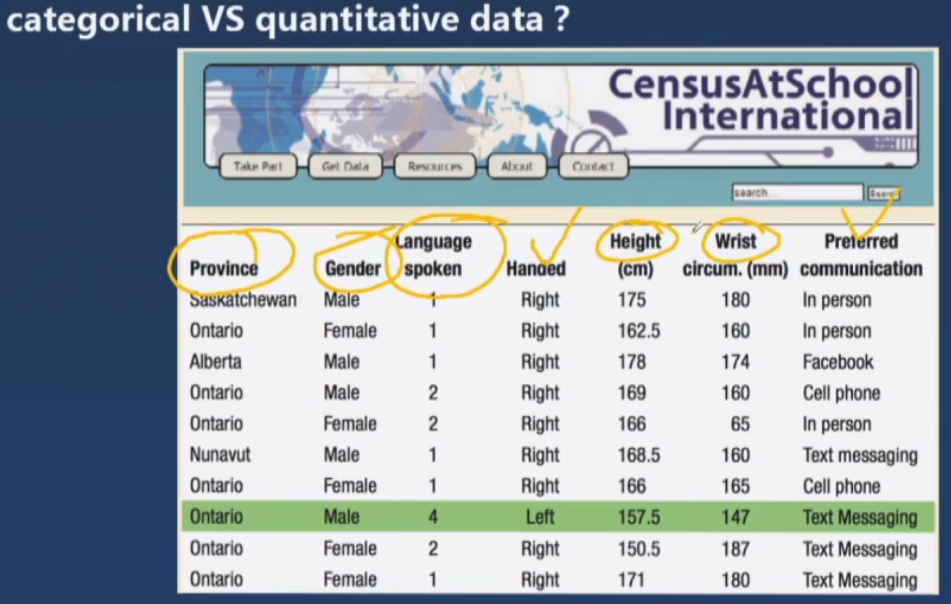 categorical VS quantitative data ?
CensusAtSchool
International
Take Part Get Data Resources About Contact
search... Search
Language Height Wrist Preferred
Province Gender spoken Handed (cm) circum. (mm) communication
Saskatchewan Male 1 Right 175 180 In person
Ontario Female 1 Right 162.5 160 In person
Alberta Male 1 Right 178 174 Facebook
Ontario Male 2 Right 169 160 Cell phone
Ontario Female 2 Right 166 65 In person
Nunavut Male 1 Right 168.5 160 Text messaging
Ontario Female 1 Right 166 165 Cell phone
Ontario Male 4 Left 157.5 147 Text Messaging
Ontario Female 2 Right 150.5 187 Text Messaging
Ontario Female 1 Right 171 180 Text Messaging